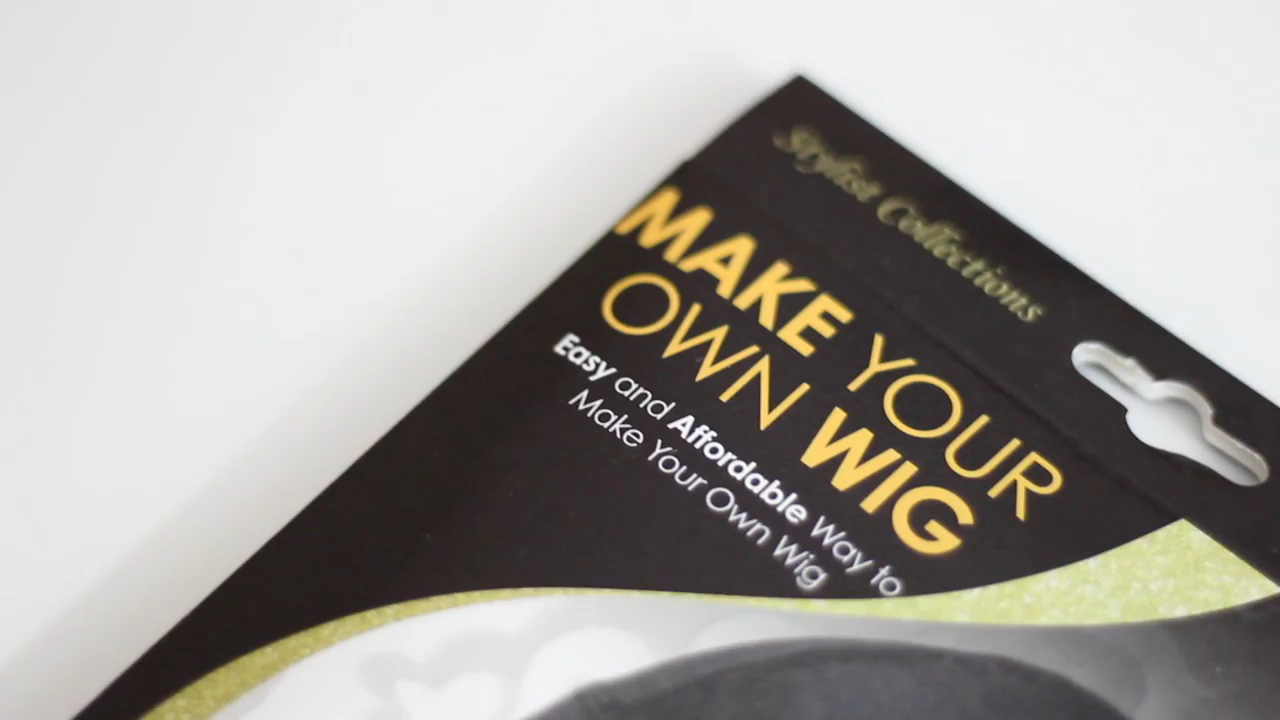 Stylist Collections
MAKE YOUR
OWN WIG
Easy and Affordable Way to
Make Your Own Wig